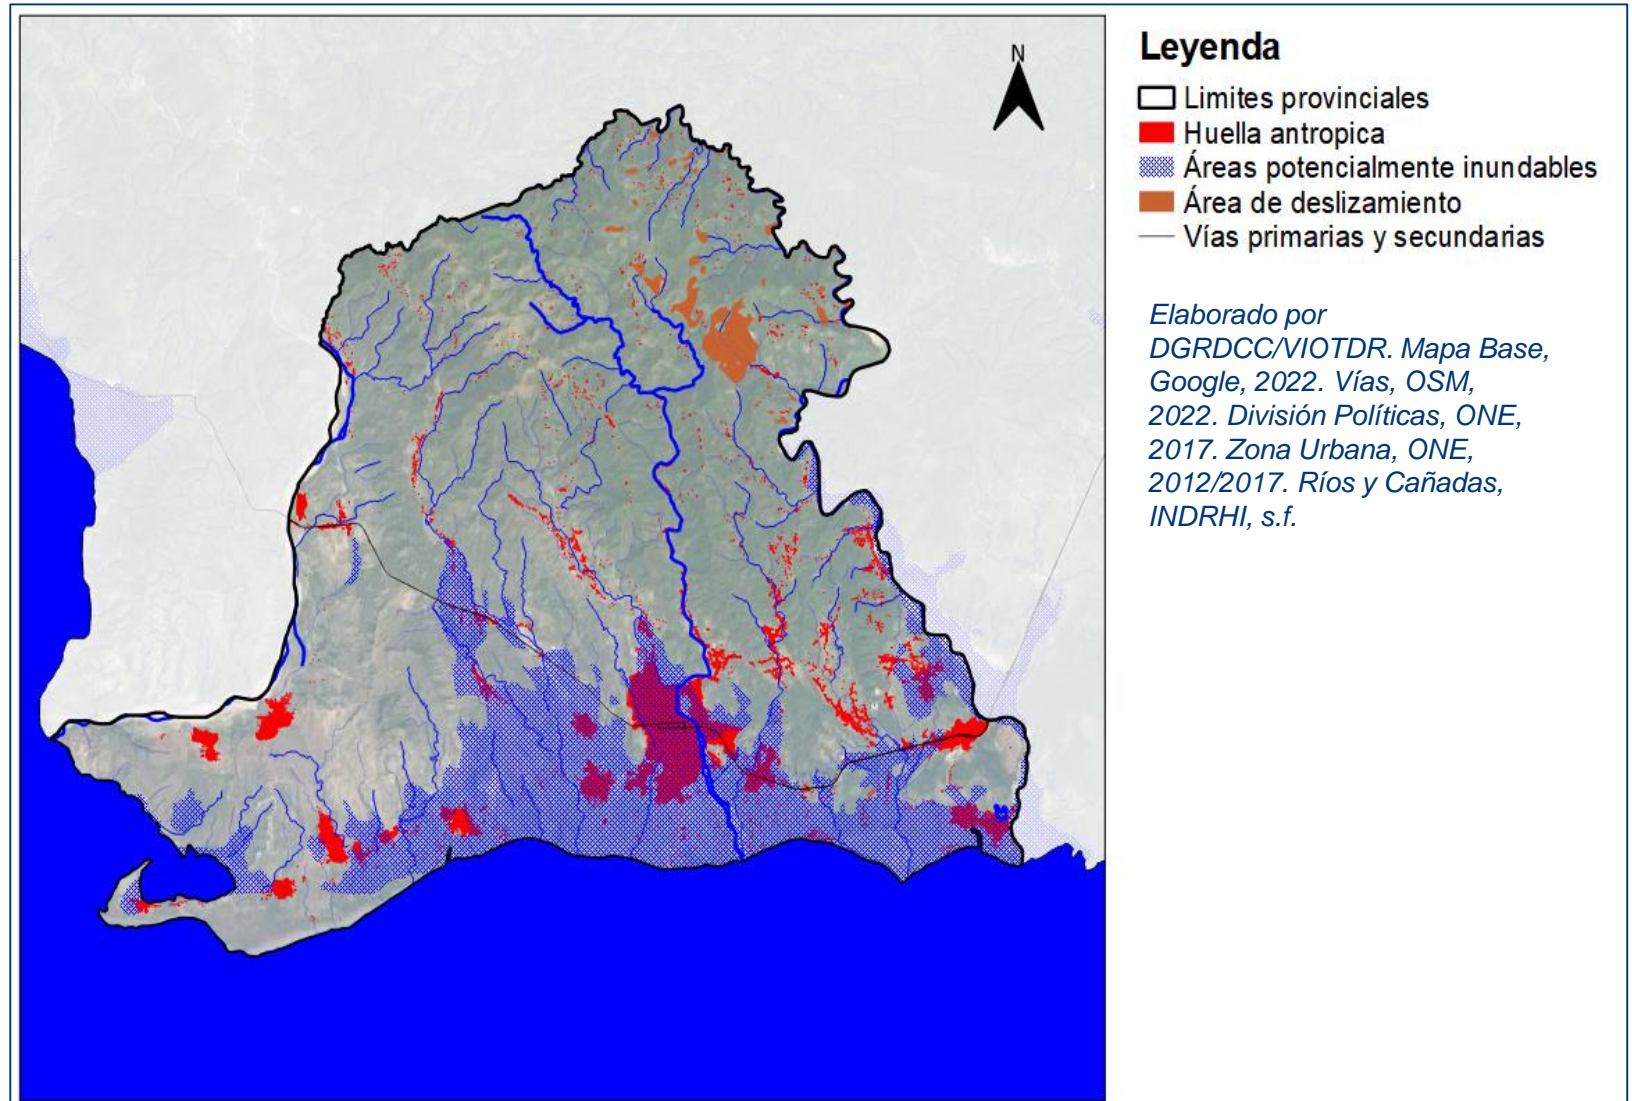 N
Leyenda
Limites provinciales
Huella antropica
Áreas potencialmente inundables
Área de deslizamiento
Vías primarias y secundarias
Elaborado por
DGRDCC/VIOTDR. Mapa Base,
Google, 2022. Vías, OSM,
2022. División Políticas, ONE,
2017. Zona Urbana, ONE,
2012/2017. Ríos y Cañadas,
INDRHI, s.f.